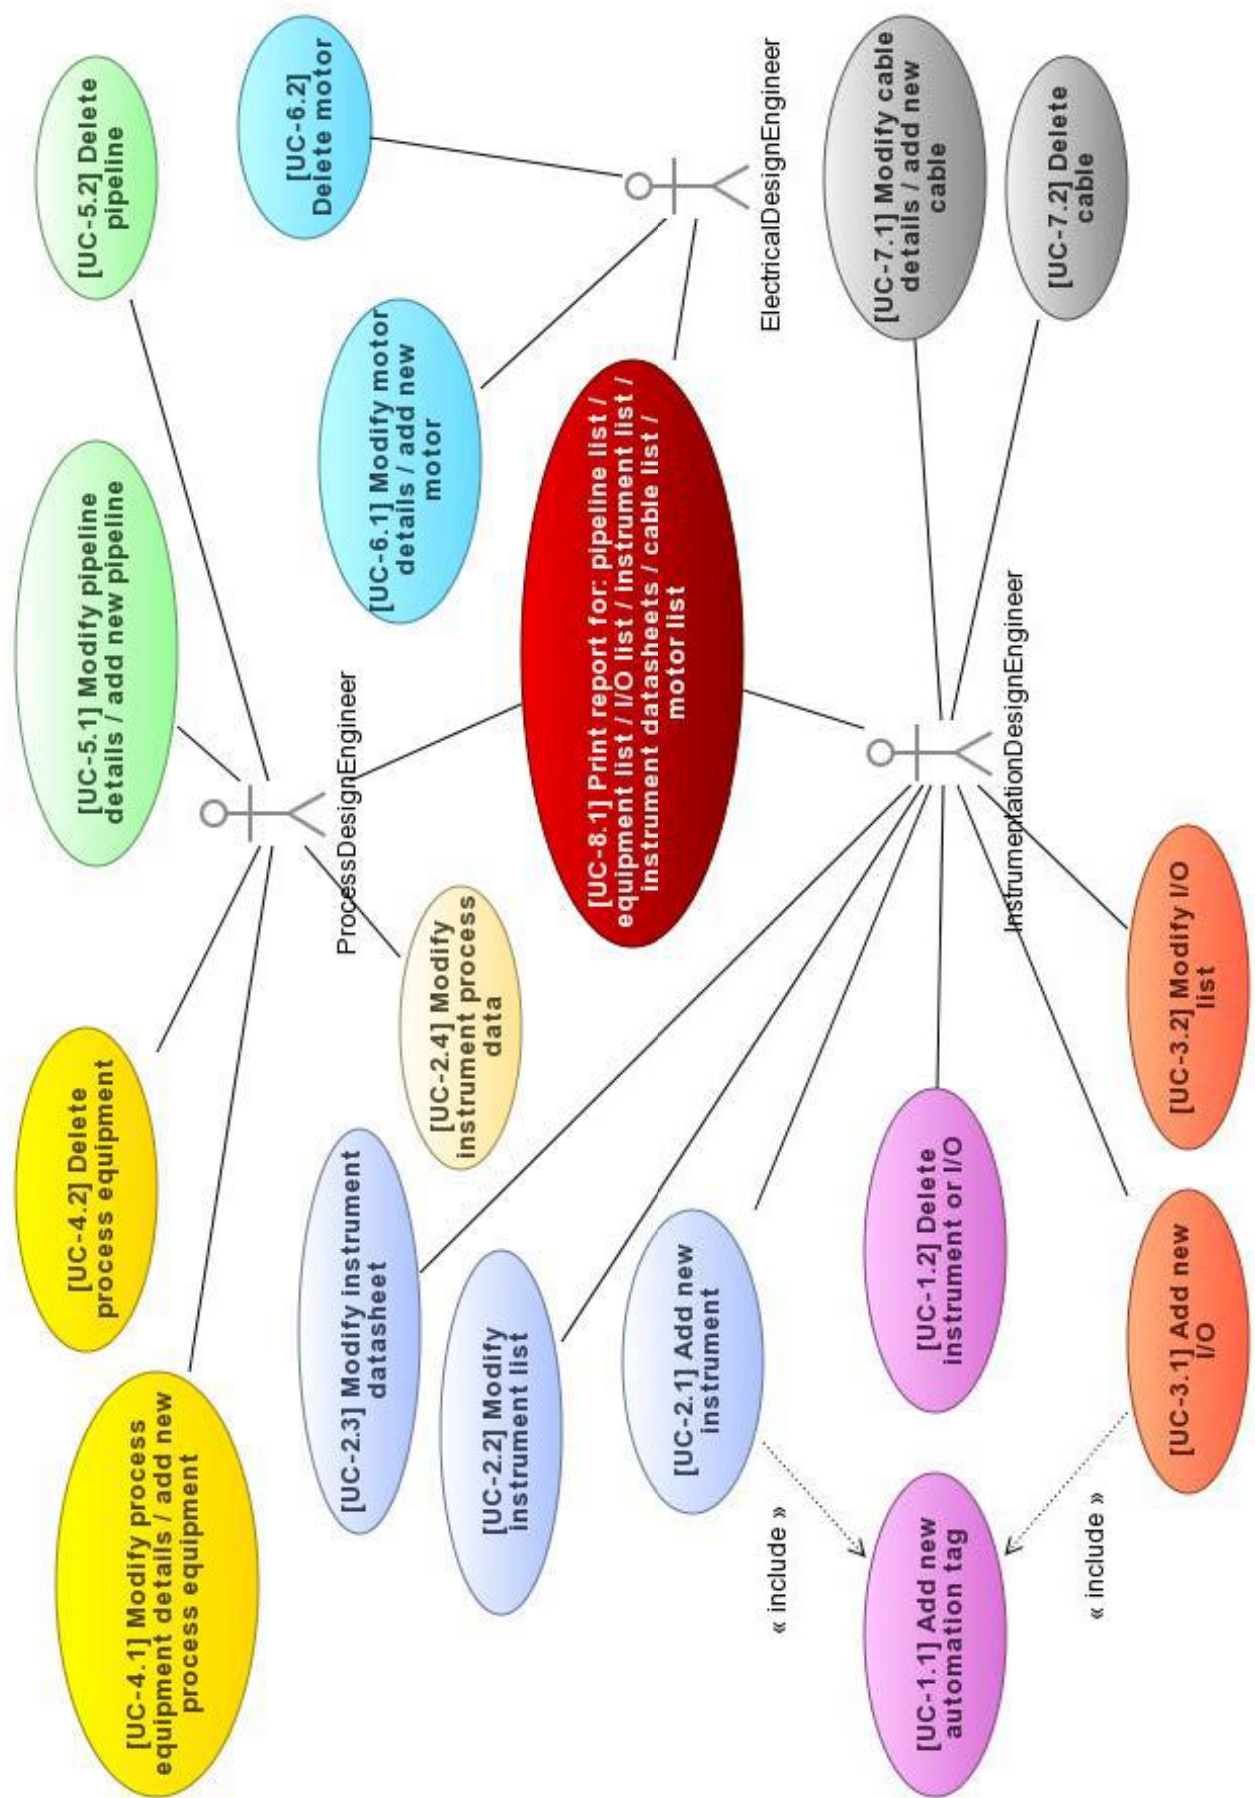 [UC-4.1] Modify process
equipment details / add new
process equipment
[UC-4.2] Delete
process equipment
[UC-5.1] Modify pipeline
details / add new pipeline
[UC-5.2] Delete
pipeline
ProcessDesignEngineer
[UC-2.3] Modify instrument
datasheet
[UC-2.4] Modify
instrument process
data
[UC-6.1] Modify motor
details / add new
motor
[UC-6.2]
Delete motor
[UC-2.2] Modify
instrument list
[UC-8.1] Print report for: pipeline list /
equipment list / I/O list / instrument list /
instrument datasheets / cable list /
motor list
ElectricalDesignEngineer
[UC-2.1] Add new
instrument
« include »
[UC-1.1] Add new
automation tag
[UC-1.2] Delete
instrument or I/O
InstrumentationDesignEngineer
[UC-7.1] Modify cable
details / add new
cable
[UC-7.2] Delete
cable
« include »
[UC-3.1] Add new
I/O
[UC-3.2] Modify I/O
list